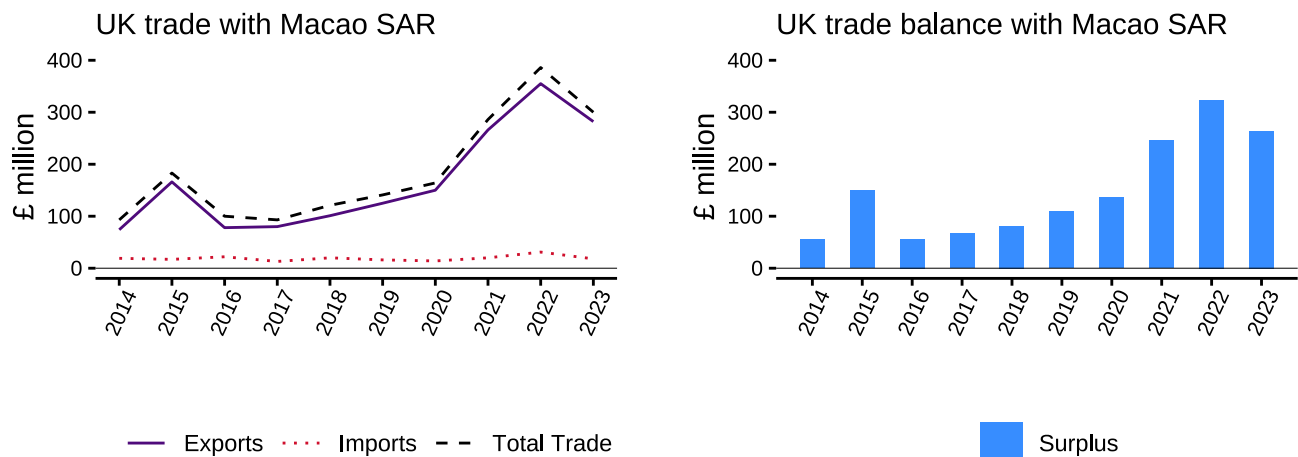 UK trade with Macao SAR
£ million
400
300
200
100
0
2014 2015 2016 2017 2018 2019 2020 2021 2022 2023
Exports Imports Total Trade
UK trade balance with Macao SAR
£ million
400
300
200
100
0
2014 2015 2016 2017 2018 2019 2020 2021 2022 2023
Surplus